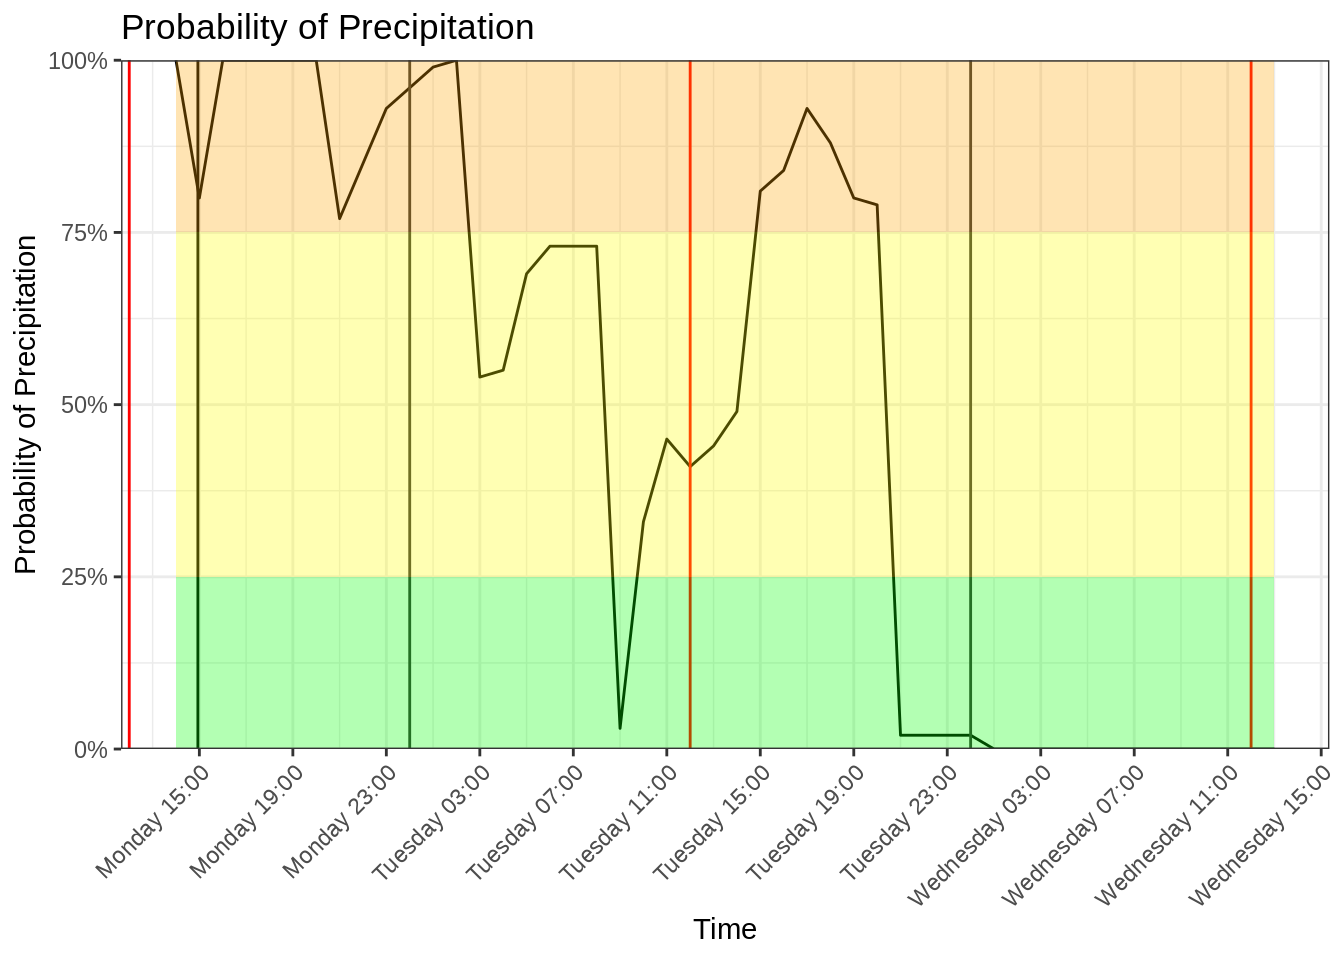 Probability of Precipitation
Probability of Precipitation
100%
75%
50%
25%
0%
Monday 15:00
Monday 19:00
Monday 23:00
Tuesday 03:00
Tuesday 07:00
Tuesday 11:00
Tuesday 15:00
Tuesday 19:00
Tuesday 23:00
Wednesday 03:00
Wednesday 07:00
Wednesday 11:00
Wednesday 15:00
Time